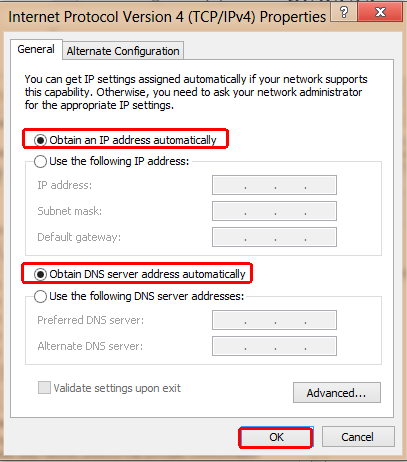 Internet Protocol Version 4 (TCP/IPv4) Properties
General
Alternate Configuration
You can get IP settings assigned automatically if your network supports
this capability. Otherwise, you need to ask your network administrator
for the appropriate IP settings.
Obtain an IP address automatically
Use the following IP address:
IP address:
Subnet mask:
Default gateway:
Obtain DNS server address automatically
Use the following DNS server addresses:
Preferred DNS server:
Alternate DNS server:
Validate settings upon exit
Advanced...
OK
Cancel